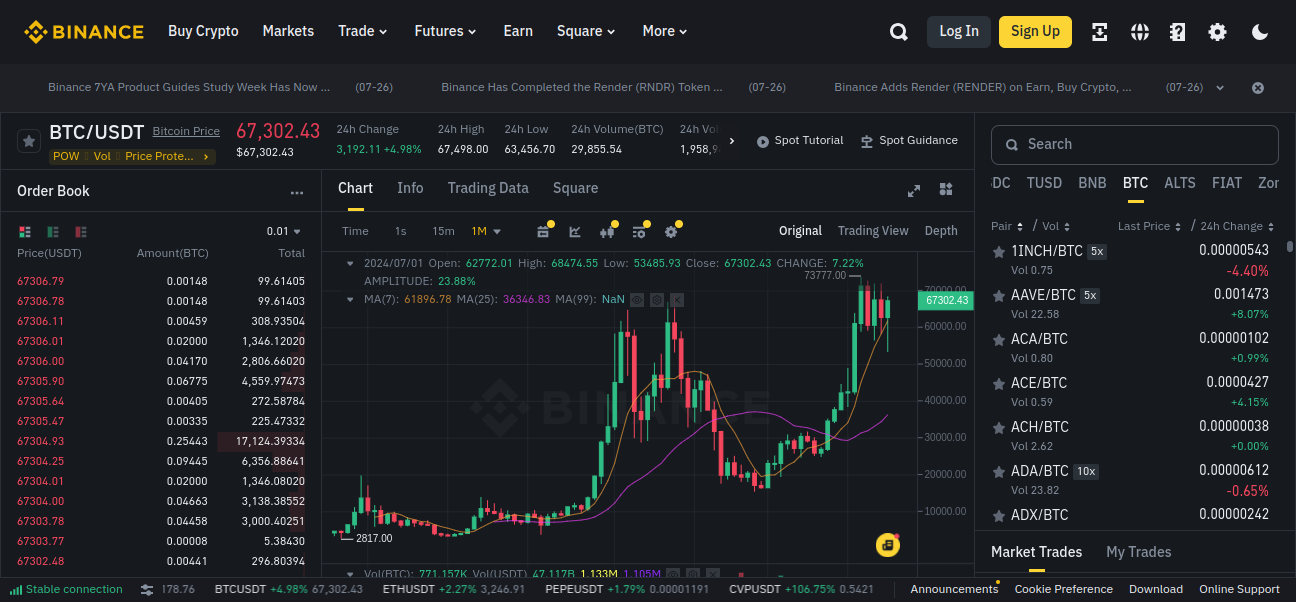 BINANCE Buy Crypto Markets Trade Futures Earn Square More Log In Sign Up
Binance 7YA Product Guides Study Week Has Now ... (07-26) Binance Has Completed the Render (RNDR) Token ... (07-26) Binance Adds Render (RENDER) on Earn, Buy Crypto, ... (07-26)
BTC/USDT Bitcoin Price
POW Vol Price Prote...
67,302.43
$67,302.43
24h Change
3,192.11 +4.98%
24h High
67,498.00
24h Low
63,456.70
24h Volume(BTC)
29,855.54
24h Vol
1,958,9
Spot Tutorial Spot Guidance
Order Book ...
0.01
Price(USDT) Amount(BTC) Total
67306.79 0.00148 99.61405
67306.78 0.00148 99.61403
67306.11 0.00459 308.93504
67306.01 0.02000 1,346.12020
67306.00 0.04170 2,806.66020
67305.90 0.06775 4,559.97473
67305.64 0.00405 272.58784
67305.47 0.00335 225.47332
67304.93 0.25443 17,124.39334
67304.25 0.09445 6,356.88641
67304.01 0.02000 1,346.08020
67304.00 0.04663 3,138.38552
67303.78 0.04458 3,000.40251
67303.77 0.00008 5.38430
67302.48 0.00441 296.80394
Chart Info Trading Data Square
Time 1s 15m 1M Original Trading View Depth
2024/07/01 Open: 62772.01 High: 68474.55 Low: 53485.93 Close: 67302.43 CHANGE: 7.22%
AMPLITUDE: 23.88%
MA(7): 61896.78 MA(25): 36346.83 MA(99): NaN
73777.00
70000.00
67302.43
60000.00
50000.00
40000.00
30000.00
20000.00
10000.00
BINANCE
2817.00
Vol(BTC): 771.157K Vol(USDT) 47.117B 1.133M 1.105M
Search
DC TUSD BNB BTC ALTS FIAT Zor
Pair / Vol Last Price / 24h Change
1INCH/BTC 5x 0.00000543
Vol 0.75 -4.40%
AAVE/BTC 5x 0.001473
Vol 22.58 +8.07%
ACA/BTC 0.00000102
Vol 0.80 +0.99%
ACE/BTC 0.0000427
Vol 0.59 +4.15%
ACH/BTC 0.00000038
Vol 2.62 +0.00%
ADA/BTC 10x 0.00000612
Vol 23.82 -0.65%
ADX/BTC 0.00000242
Market Trades My Trades
Stable connection 178.76 BTCUSDT +4.98% 67,302.43 ETHUSDT +2.27% 3,246.91 PEPEUSDT +1.79% 0.00001191 CVPUSDT +106.75% 0.5421 Announcements Cookie Preference Download Online Support